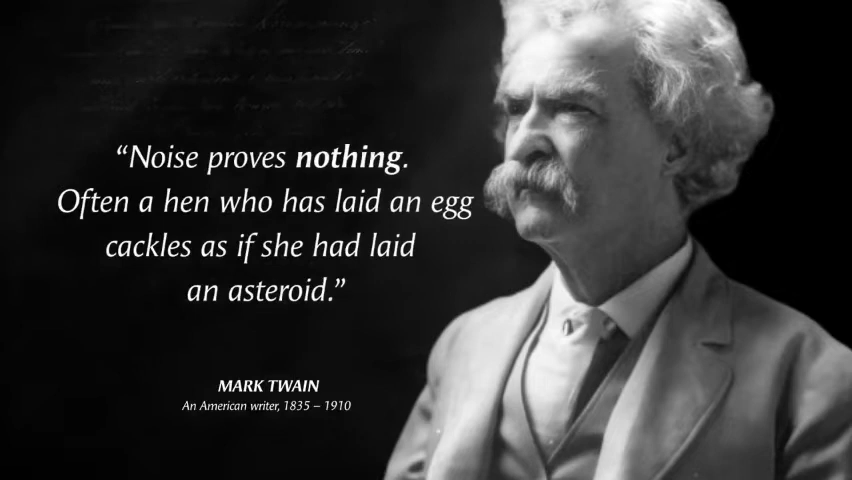 “Noise proves nothing.
Often a hen who has laid an egg
cackles as if she had laid
an asteroid.”
MARK TWAIN
An American writer, 1835 – 1910